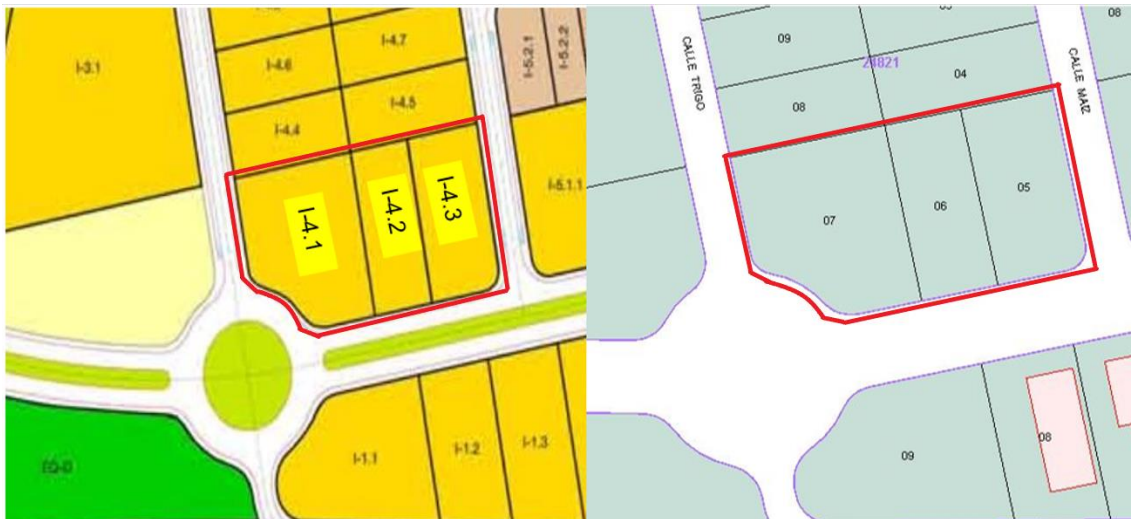 I-3.1
I-4.6
I-4.7
I-4.4
I-4.5
I-5.2.1
I-5.2.2
I-5.1.1
I-4.1
I-4.2
I-4.3
EQ-D
I-1.1
I-1.2
I-1.3
CALLE TRIGO
CALLE MAIZ
09
08
04
08
07
06
05
09
08